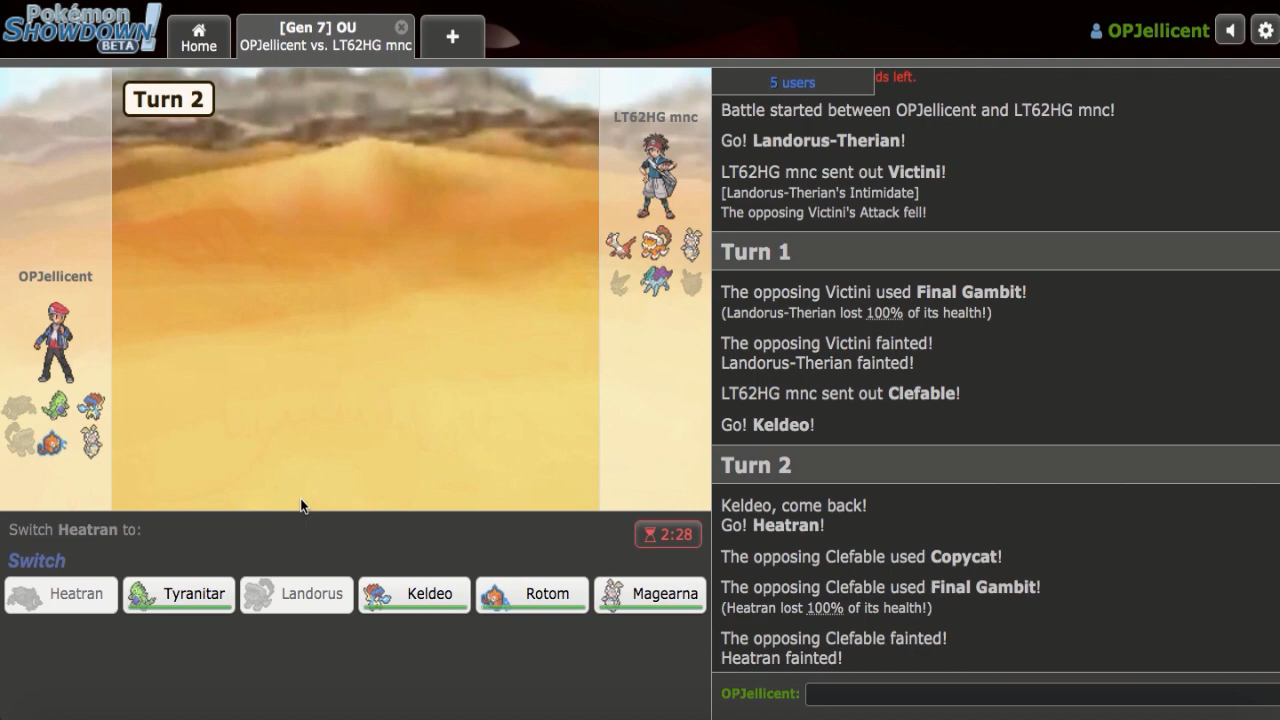 Pokémon
SHOWDOWN!
BETA
Home
[Gen 7] OU
OPJellicent vs. LT62HG mnc
+
OPJellicent
Turn 2
LT62HG mnc
OPJellicent
5 users
ds left.
Battle started between OPJellicent and LT62HG mnc!
Go! Landorus-Therian!
LT62HG mnc sent out Victini!
[Landorus-Therian's Intimidate]
The opposing Victini's Attack fell!
Turn 1
The opposing Victini used Final Gambit!
(Landorus-Therian lost 100% of its health!)
The opposing Victini fainted!
Landorus-Therian fainted!
LT62HG mnc sent out Clefable!
Go! Keldeo!
Turn 2
Keldeo, come back!
Go! Heatran!
The opposing Clefable used Copycat!
The opposing Clefable used Final Gambit!
(Heatran lost 100% of its health!)
The opposing Clefable fainted!
Heatran fainted!
OPJellicent:
Switch Heatran to:
2:28
Switch
Heatran
Tyranitar
Landorus
Keldeo
Rotom
Magearna